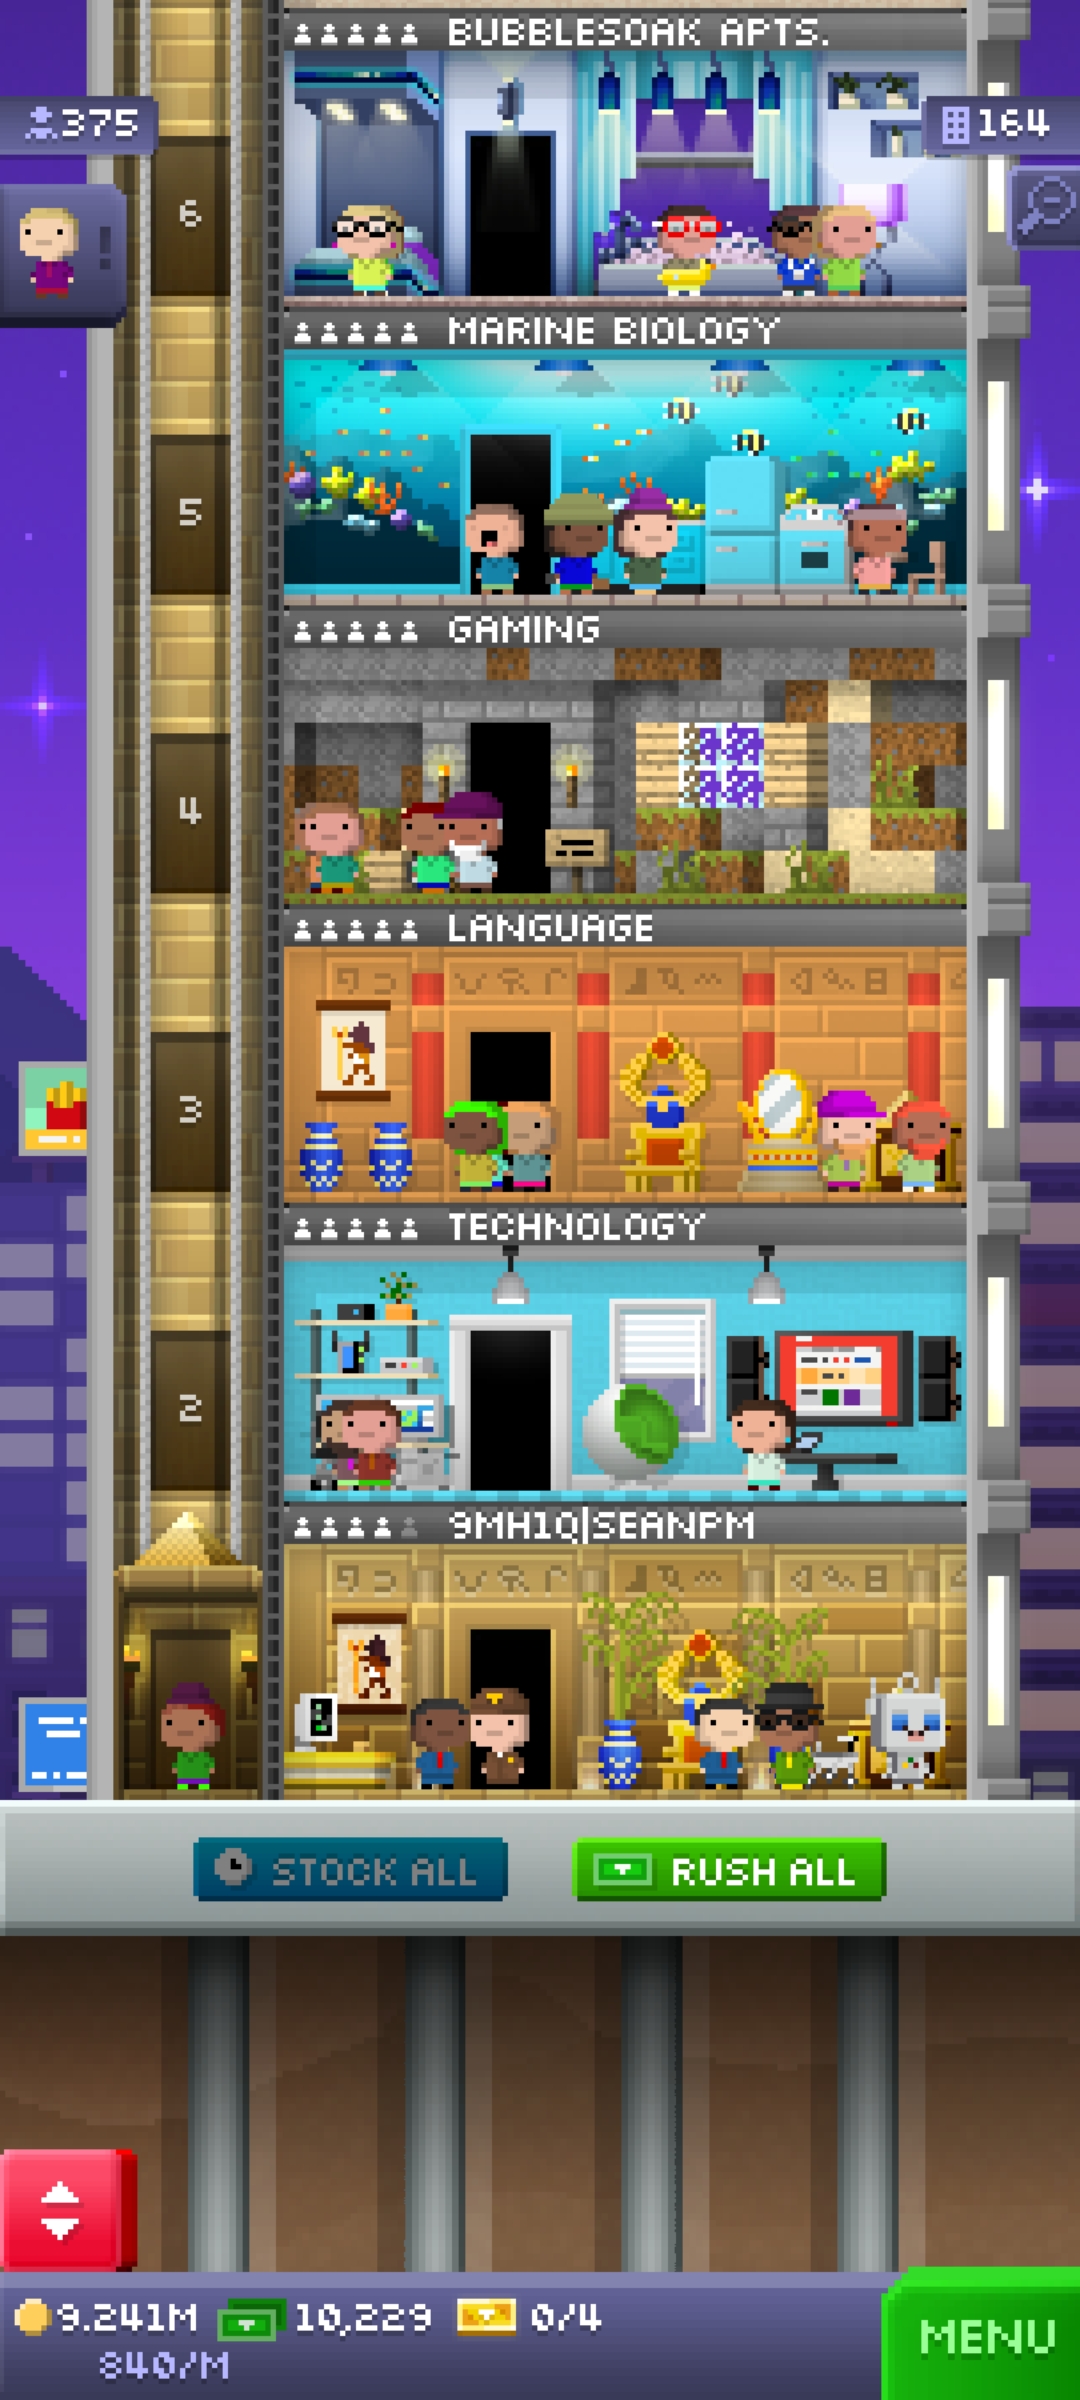 BUBBLESOAK APTS.
375
164
6
MARINE BIOLOGY
5
GAMING
4
LANGUAGE
3
TECHNOLOGY
2
9MH1Q|SEANPM
STOCK ALL
RUSH ALL
9.241M
10,229
0/4
MENU
840/M